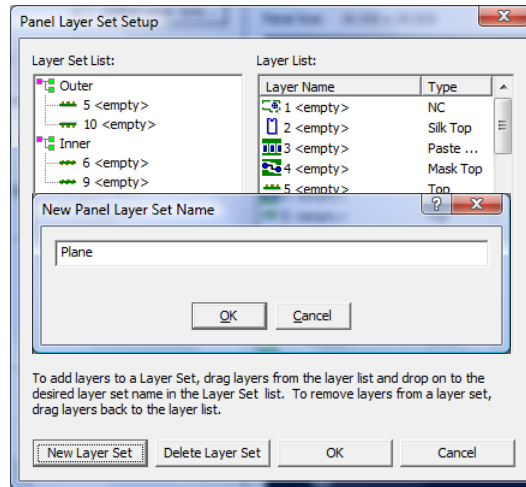 Panel Layer Set Setup
Layer Set List:
Layer List:
Outer
5 <empty>
10 <empty>
Inner
6 <empty>
9 <empty>
Layer Name Type
1 <empty> NC
2 <empty> Silk Top
3 <empty> Paste ...
4 <empty> Mask Top
5 <empty> Top
New Panel Layer Set Name
Plane
OK Cancel
To add layers to a Layer Set, drag layers from the layer list and drop on to the
desired layer set name in the Layer Set list. To remove layers from a layer set,
drag layers back to the layer list.
New Layer Set Delete Layer Set OK Cancel